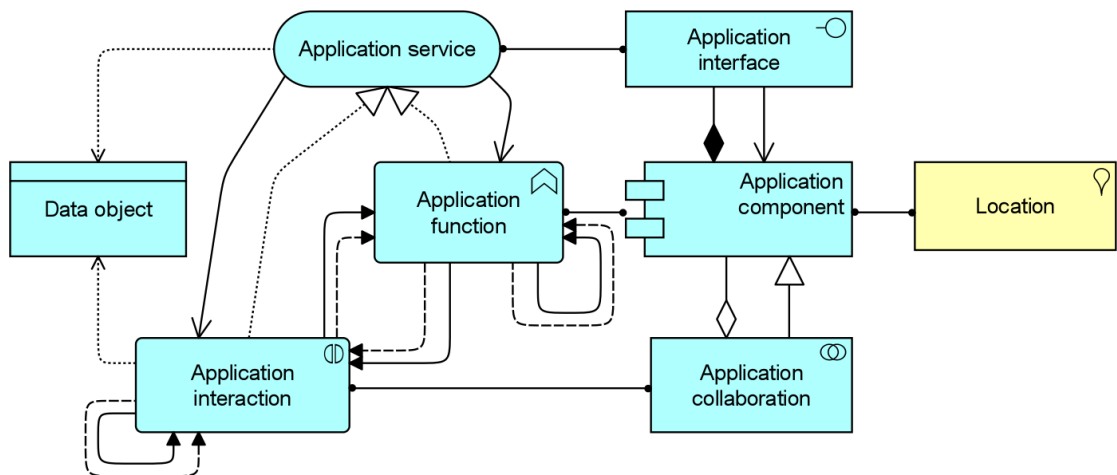 Application service
Application
interface
Data object
Application
function
Application
component
Location
Application
interaction
Application
collaboration